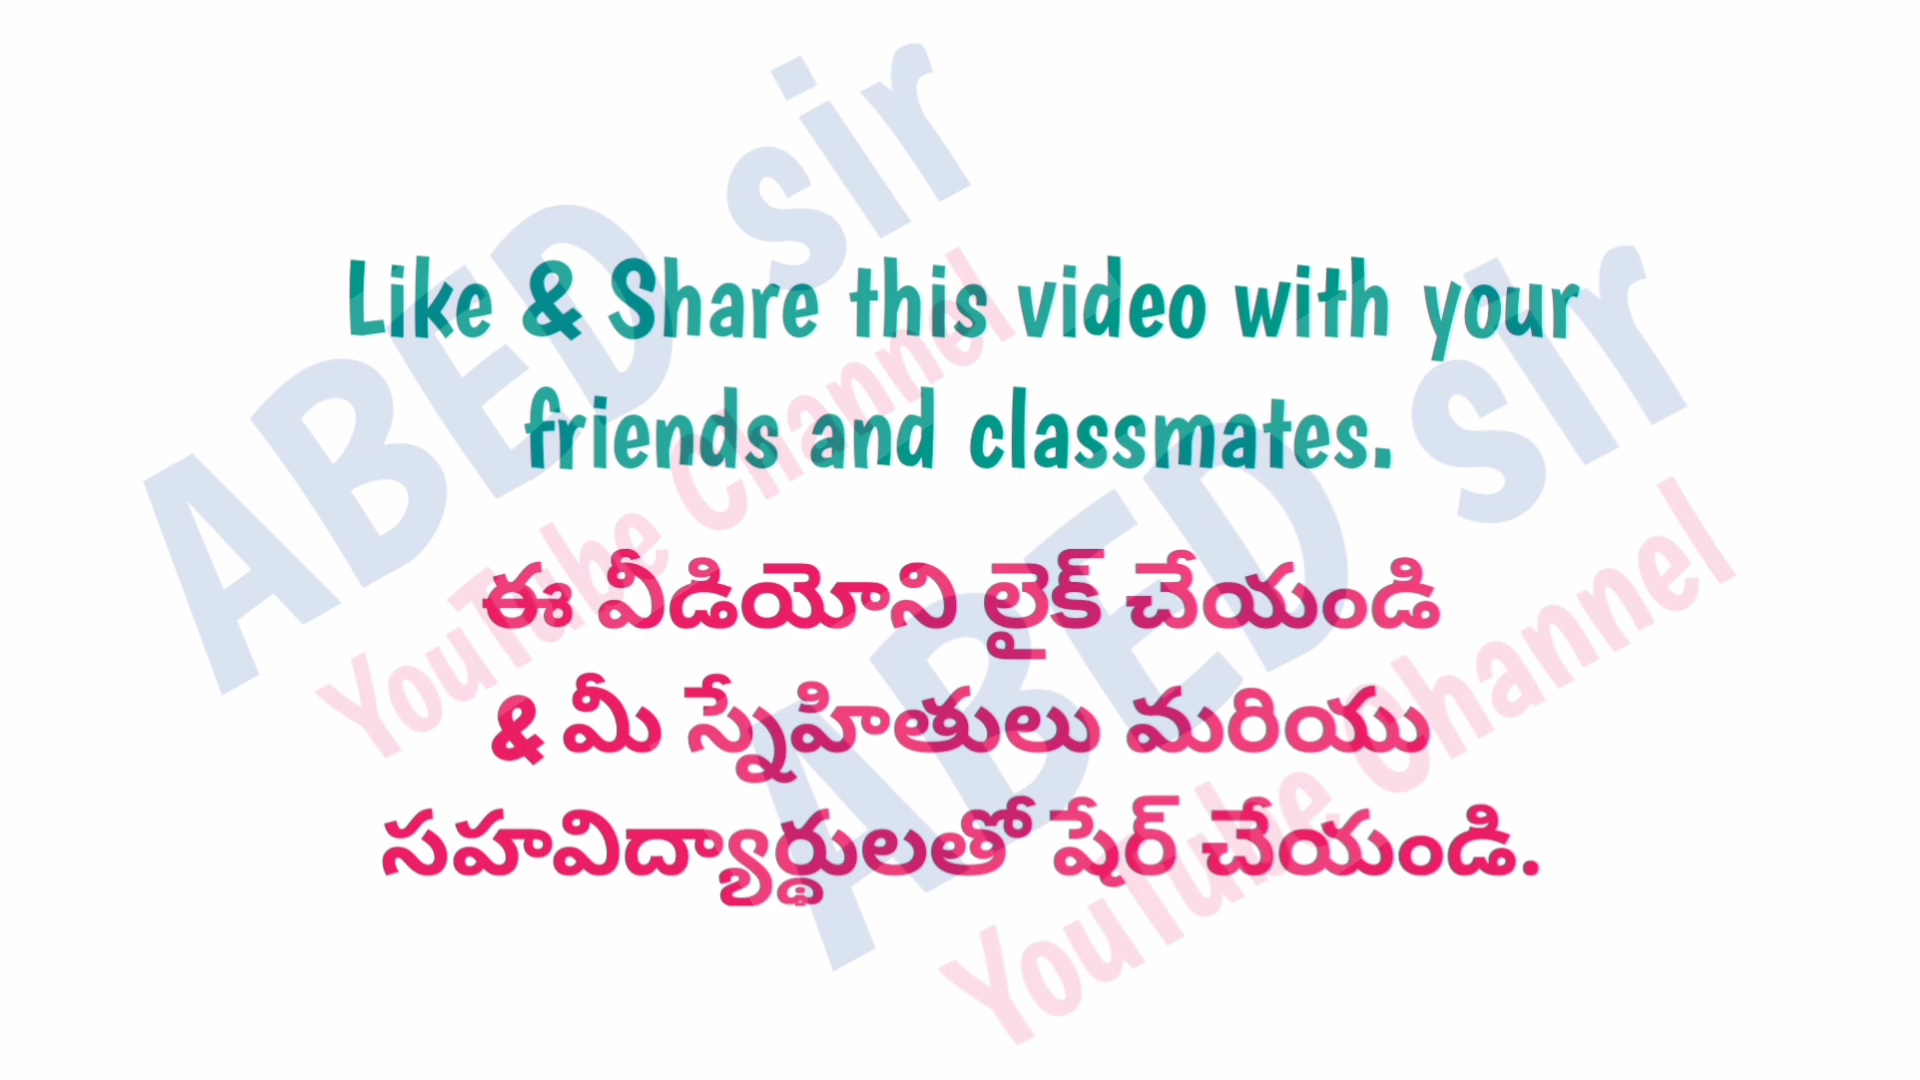 Like & Share this video with your
friends and classmates.
ఈ వీడియోని లైక్ చేయండి
& మీ స్నేహితులు మరియు
సహవిద్యార్థులతో షేర్ చేయండి.
ABED sir
YouTube Channel
ABED sir
YouTube Channel